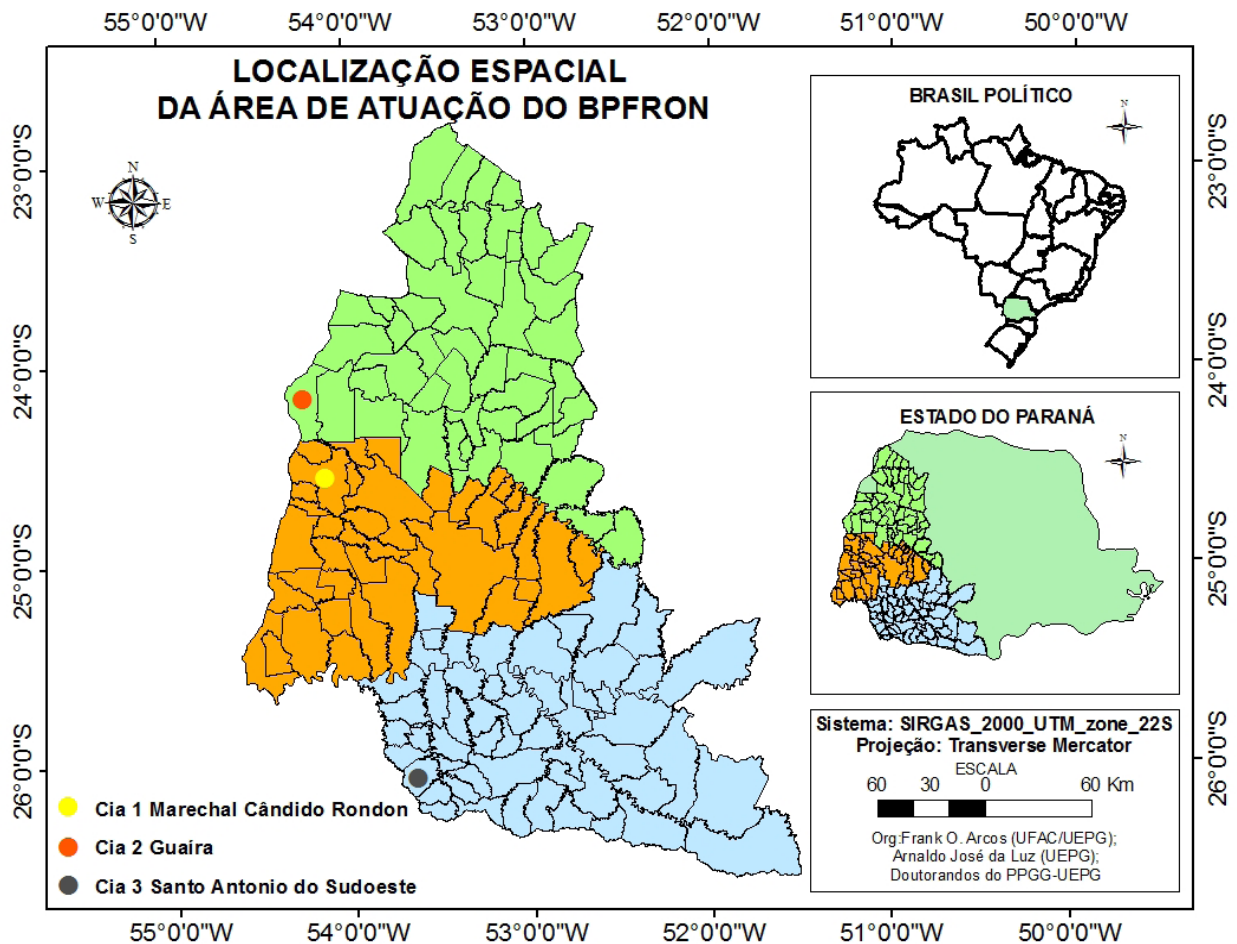 55°0'0"W 54°0'0"W 53°0'0"W 52°0'0"W 51°0'0"W 50°0'0"W
LOCALIZAÇÃO ESPACIAL
DA ÁREA DE ATUAÇÃO DO BPFRON
N
W E
S
23°0'0"S
24°0'0"S
25°0'0"S
26°0'0"S
Cia 1 Marechal Cândido Rondon
Cia 2 Guaíra
Cia 3 Santo Antonio do Sudoeste
BRASIL POLÍTICO
N
ESTADO DO PARANÁ
N
Sistema: SIRGAS_2000_UTM_zone_22S
Projeção: Transverse Mercator
ESCALA
60 30 0 60 Km
Org:Frank O. Arcos (UFAC/UEPG);
Arnaldo José da Luz (UEPG);
Doutorandos do PPGG-UEPG
23°0'0"S
24°0'0"S
25°0'0"S
26°0'0"S
55°0'0"W 54°0'0"W 53°0'0"W 52°0'0"W 51°0'0"W 50°0'0"W